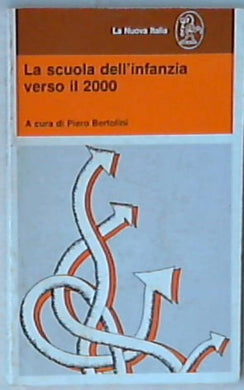 La Nuova Italia
La scuola dell'infanzia
verso il 2000
A cura di Piero Bertolini